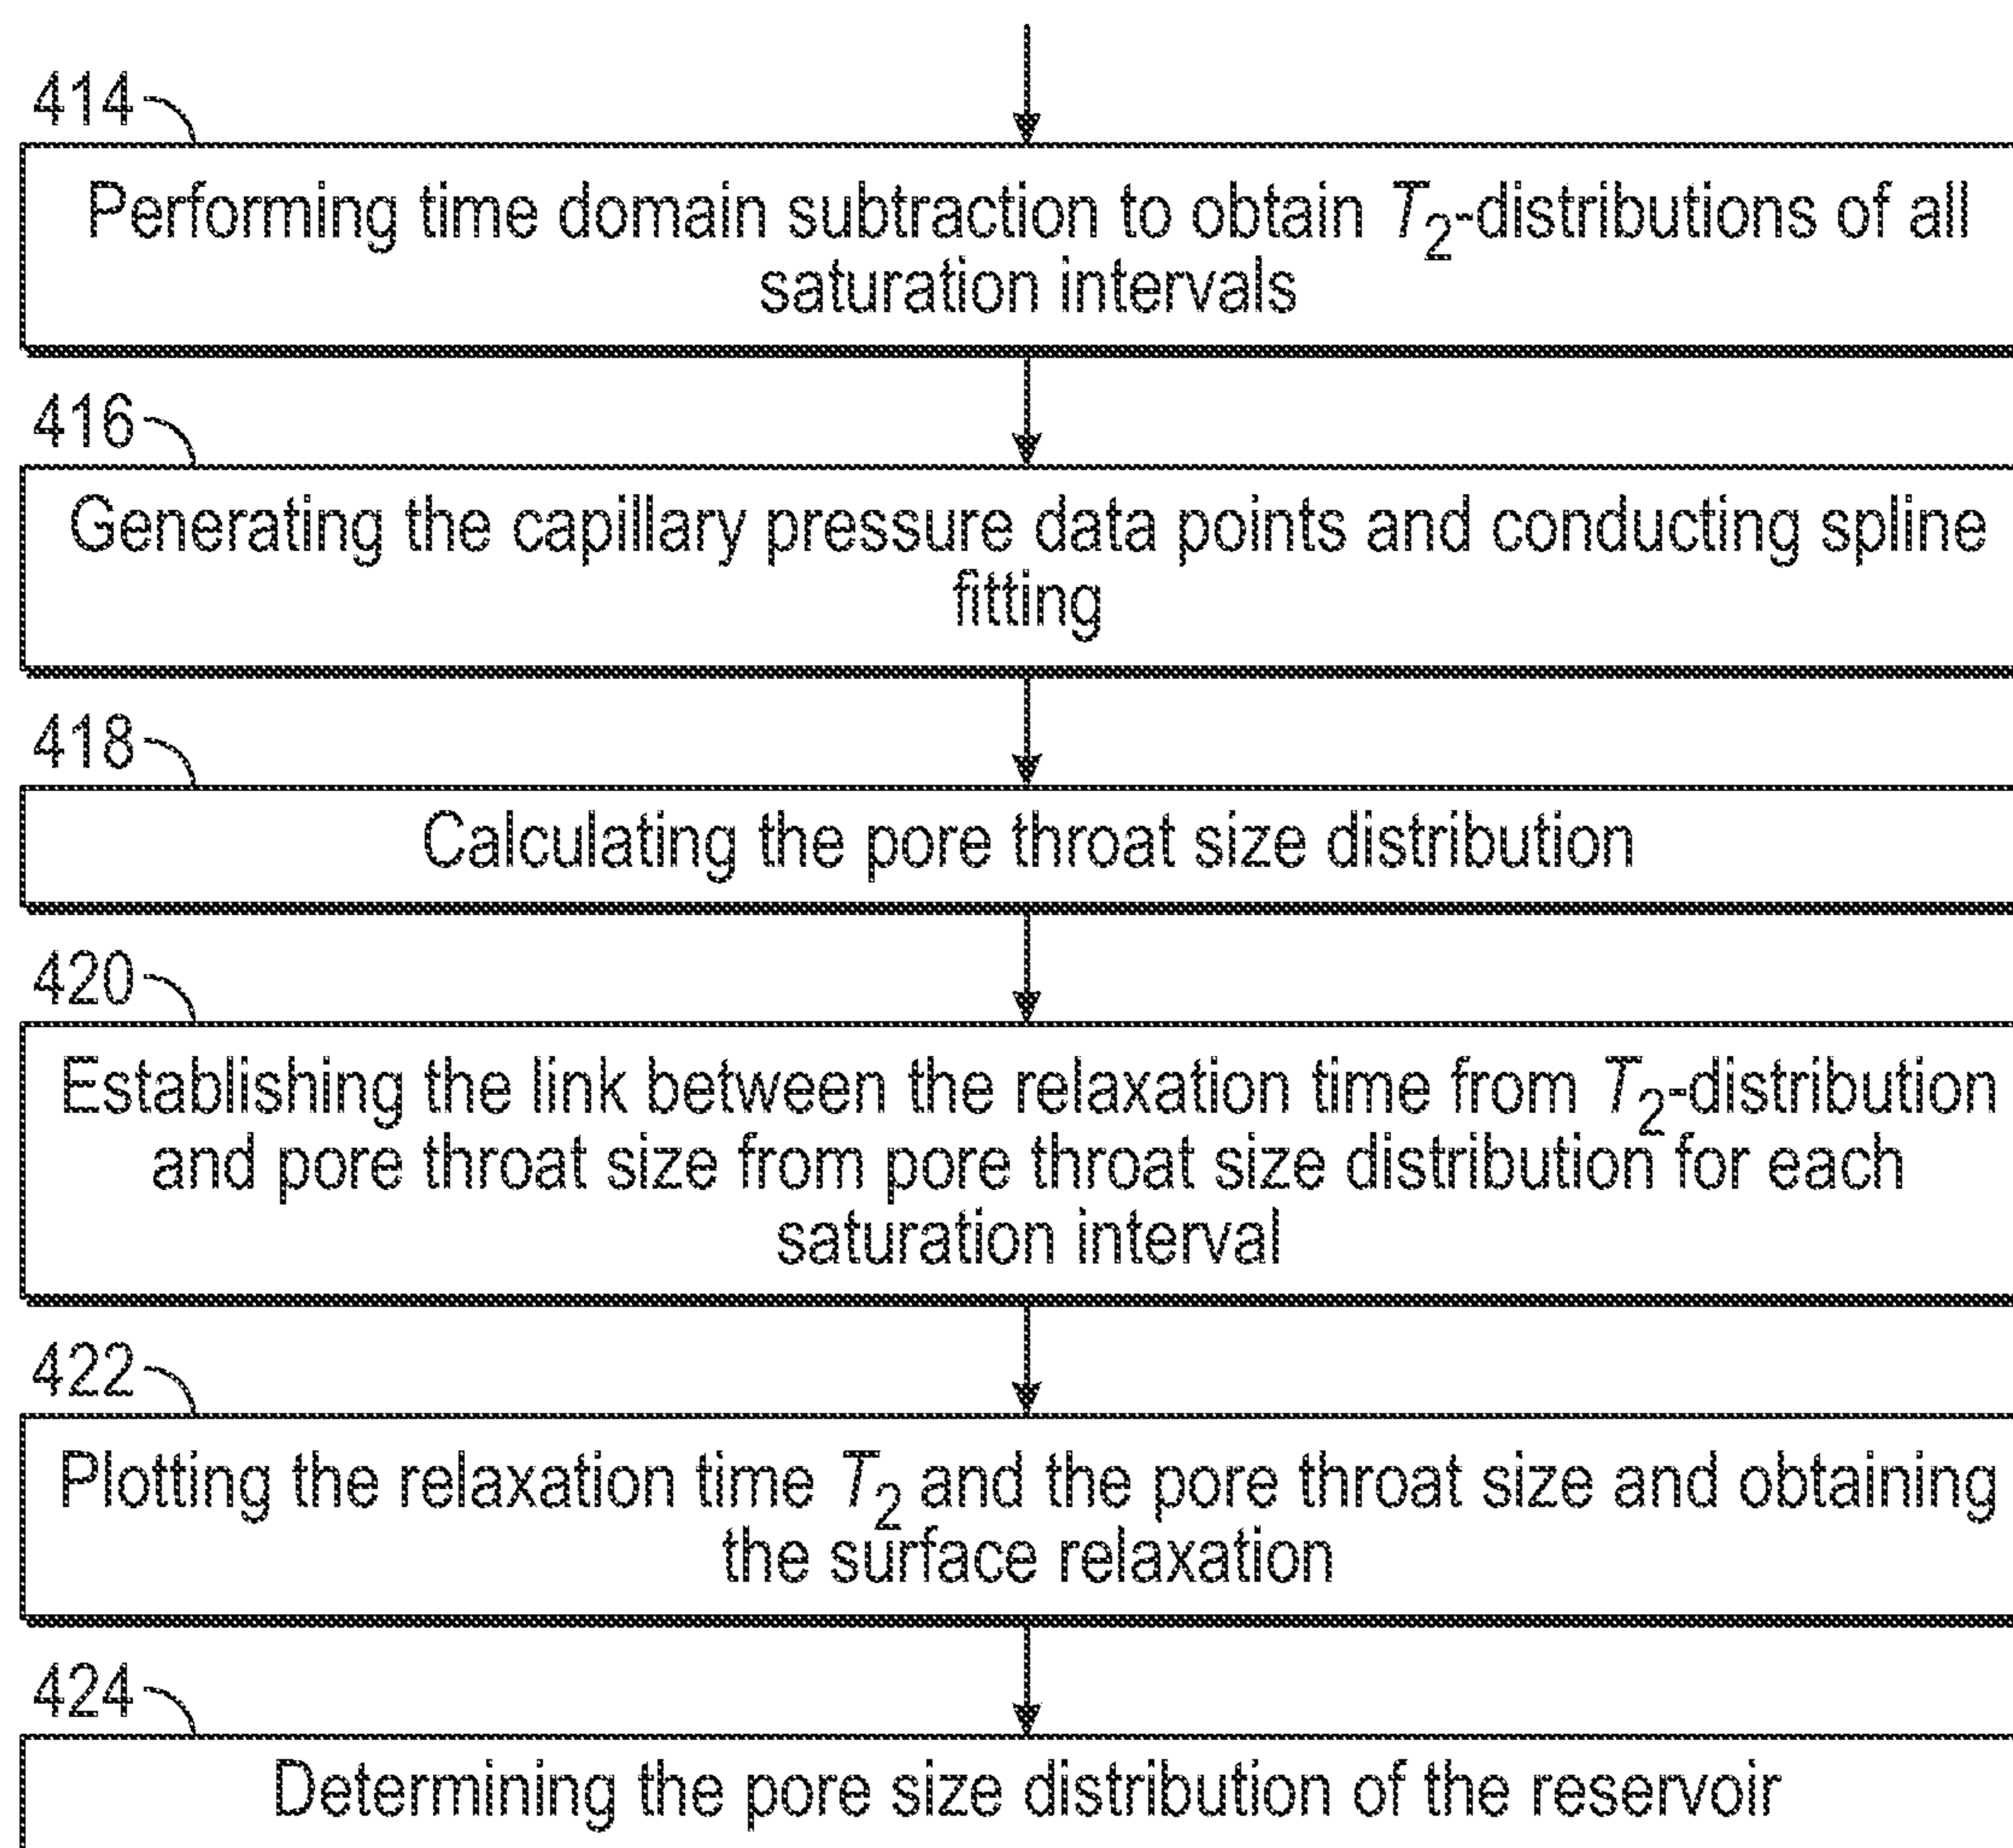 414
Performing time domain subtraction to obtain T2-distributions of all
saturation intervals
416
Generating the capillary pressure data points and conducting spline
fitting
418
Calculating the pore throat size distribution
420
Establishing the link between the relaxation time from T2-distribution
and pore throat size from pore throat size distribution for each
saturation interval
422
Plotting the relaxation time T2 and the pore throat size and obtaining
the surface relaxation
424
Determining the pore size distribution of the reservoir